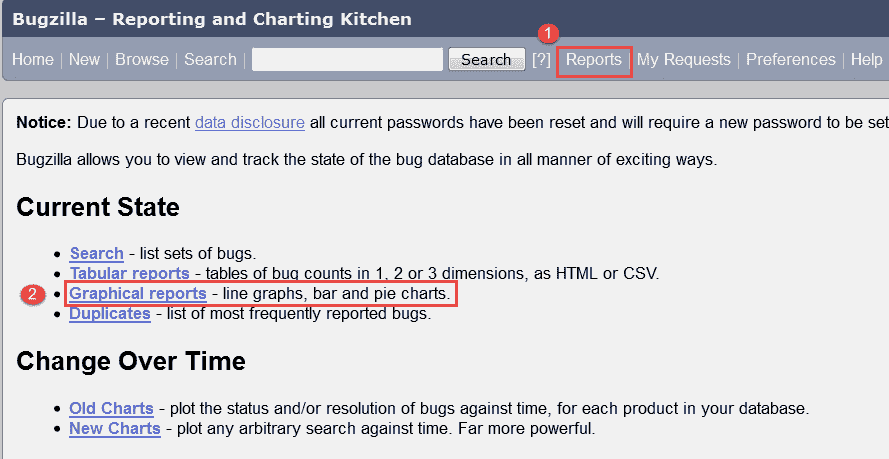 Bugzilla – Reporting and Charting Kitchen
1
Home | New | Browse | Search | Search [?] Reports My Requests | Preferences | Help
Notice: Due to a recent data disclosure all current passwords have been reset and will require a new password to be set
Bugzilla allows you to view and track the state of the bug database in all manner of exciting ways.
Current State
• Search - list sets of bugs.
• Tabular reports - tables of bug counts in 1, 2 or 3 dimensions, as HTML or CSV.
2 • Graphical reports - line graphs, bar and pie charts.
• Duplicates - list of most frequently reported bugs.
Change Over Time
• Old Charts - plot the status and/or resolution of bugs against time, for each product in your database.
• New Charts - plot any arbitrary search against time. Far more powerful.